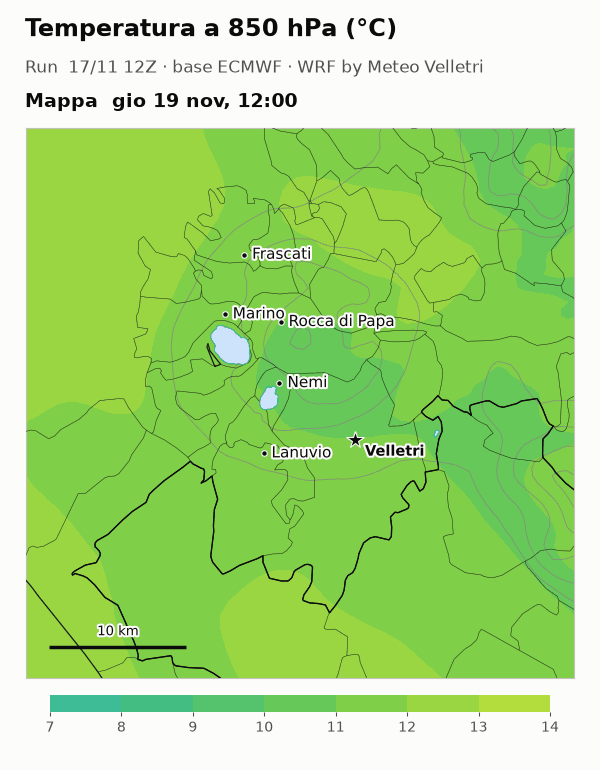 Temperatura a 850 hPa (°C)
Run 17/11 12Z · base ECMWF · WRF by Meteo Velletri
Mappa gio 19 nov, 12:00
Frascati
Marino
Rocca di Papa
Nemi
Velletri
Lanuvio
10 km
7 8 9 10 11 12 13 14